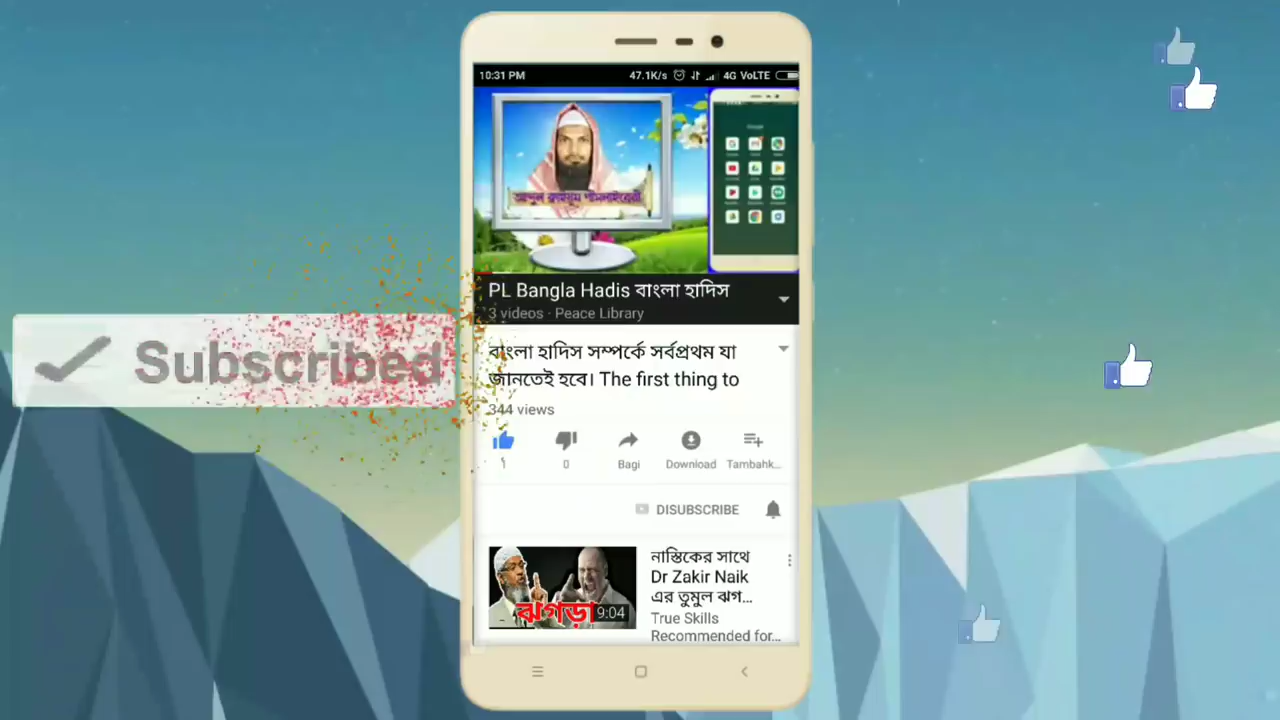 10:31 PM
47.1K/s
4G VoLTE
PL Bangla Hadis বাংলা হাদিস
3 videos · Peace Library
Subscribed
বাংলা হাদিস সম্পর্কে সর্বপ্রথম যা
জানতেই হবে। The first thing to
344 views
1
0
Bagi
Download
Tambahk...
DISUBSCRIBE
নাস্তিকের সাথে
Dr Zakir Naik
এর তুমুল ঝগ...
ঝগড়া
9:04
True Skills
Recommended for...